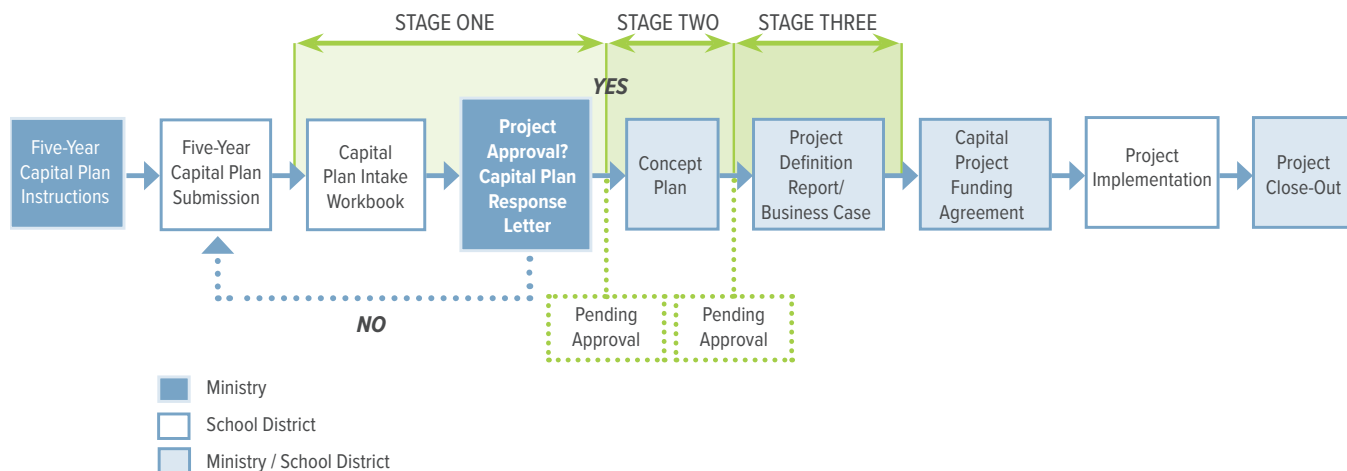 STAGE ONE
STAGE TWO
STAGE THREE
YES
Five-Year
Capital Plan
Instructions
Five-Year
Capital Plan
Submission
Capital
Plan Intake
Workbook
Project
Approval?
Capital Plan
Response
Letter
Concept
Plan
Project
Definition
Report/
Business Case
Capital
Project
Funding
Agreement
Project
Implementation
Project
Close-Out
NO
Pending
Approval
Pending
Approval
Ministry
School District
Ministry / School District